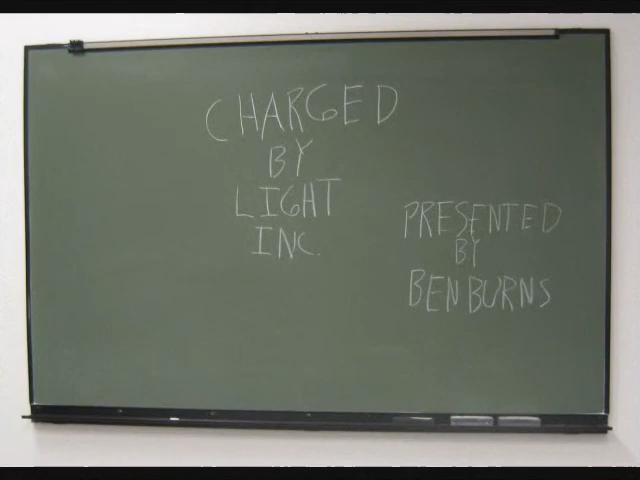 CHARGED
BY
LIGHT
INC.
PRESENTED
BY
BEN BURNS